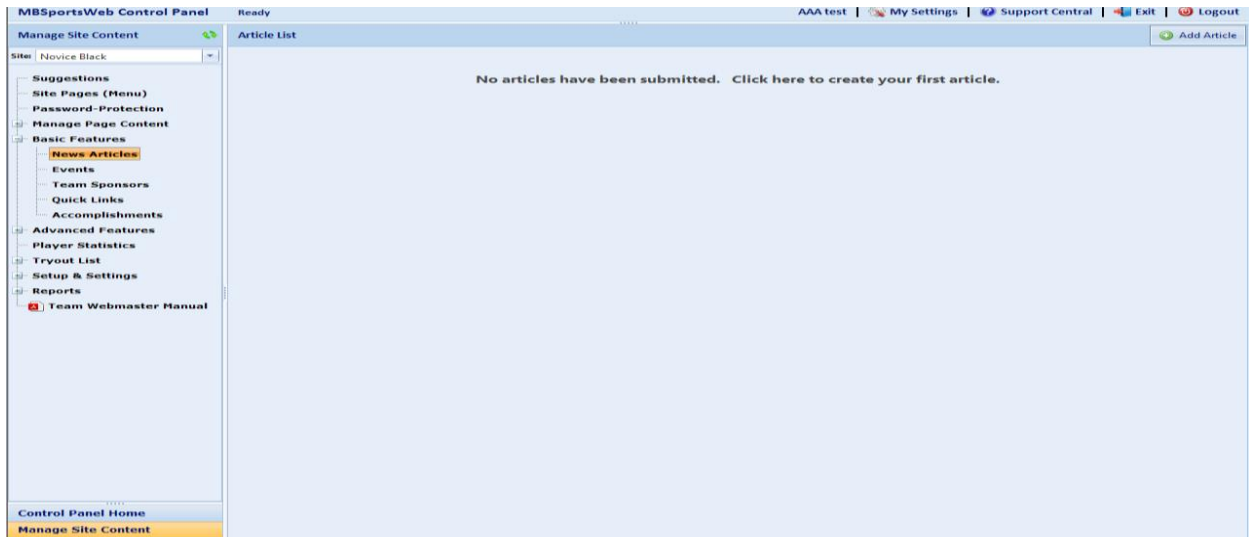 MBSportsWeb Control Panel Ready AAA test | My Settings | Support Central | Exit | Logout
Manage Site Content Article List Add Article
Site: Novice Black
Suggestions
No articles have been submitted. Click here to create your first article.
Site Pages (Menu)
Password-Protection
Manage Page Content
Basic Features
News Articles
Events
Team Sponsors
Quick Links
Accomplishments
Advanced Features
Player Statistics
Tryout List
Setup & Settings
Reports
Team Webmaster Manual
Control Panel Home
Manage Site Content